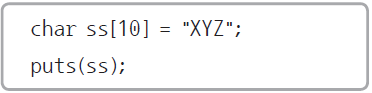 char ss[10] = "XYZ";
puts(ss);